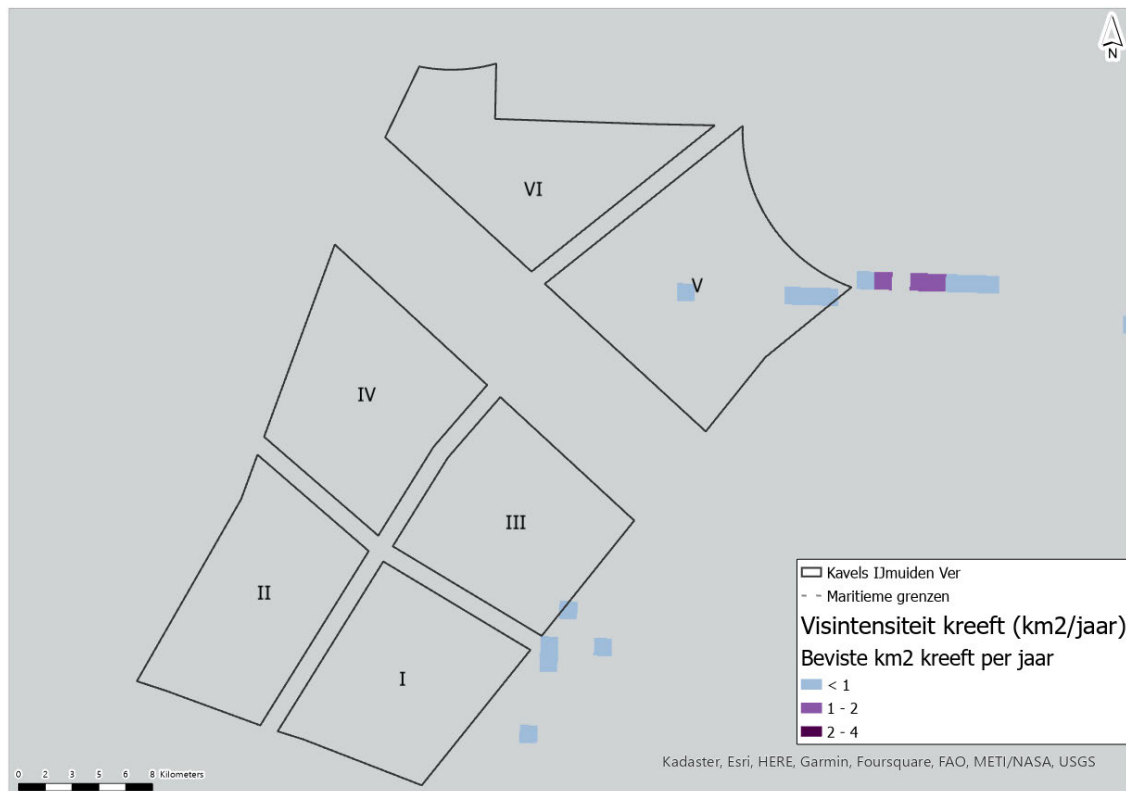 N
VI
V
IV
III
II
I
Kavels IJmuiden Ver
Maritieme grenzen
Visintensiteit kreeft (km2/jaar)
Beviste km2 kreeft per jaar
< 1
1 - 2
2 - 4
Kadaster, Esri, HERE, Garmin, Foursquare, FAO, METI/NASA, USGS
0 2 3 5 6 8 Kilometers